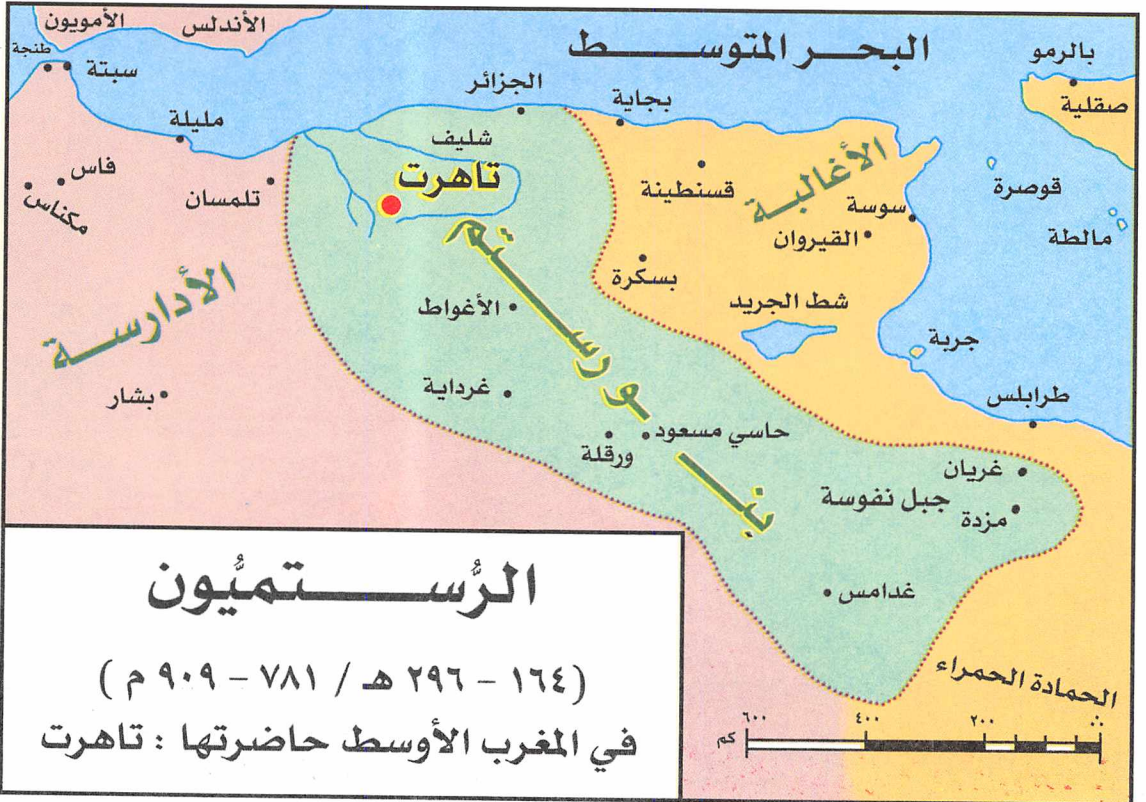 الأمويون
الأندلس
طنجة
سبتة
مليلة
فاس
مكناس
تلمسان
البحر المتوسط
بالرمو
صقلية
الجزائر
بجاية
شليف
تاهرت
قسنطينة
الأغالبة
سوسة
القيروان
قوصرة
مالطة
بسكرة
شط الجريد
جربة
طرابلس
الأدارسة
بشار
الأغواط
غرداية
بنو رستم
حاسي مسعود
ورقلة
غريان
جبل نفوسة
مزدة
غدامس
الحمادة الحمراء
٦٠٠ ٤٠٠ ٢٠٠ ٠
كم
الرُّستميُّون
(١٦٤ - ٢٩٦ هـ / ٧٨١ - ٩٠٩ م)
في المغرب الأوسط حاضرتها : تاهرت